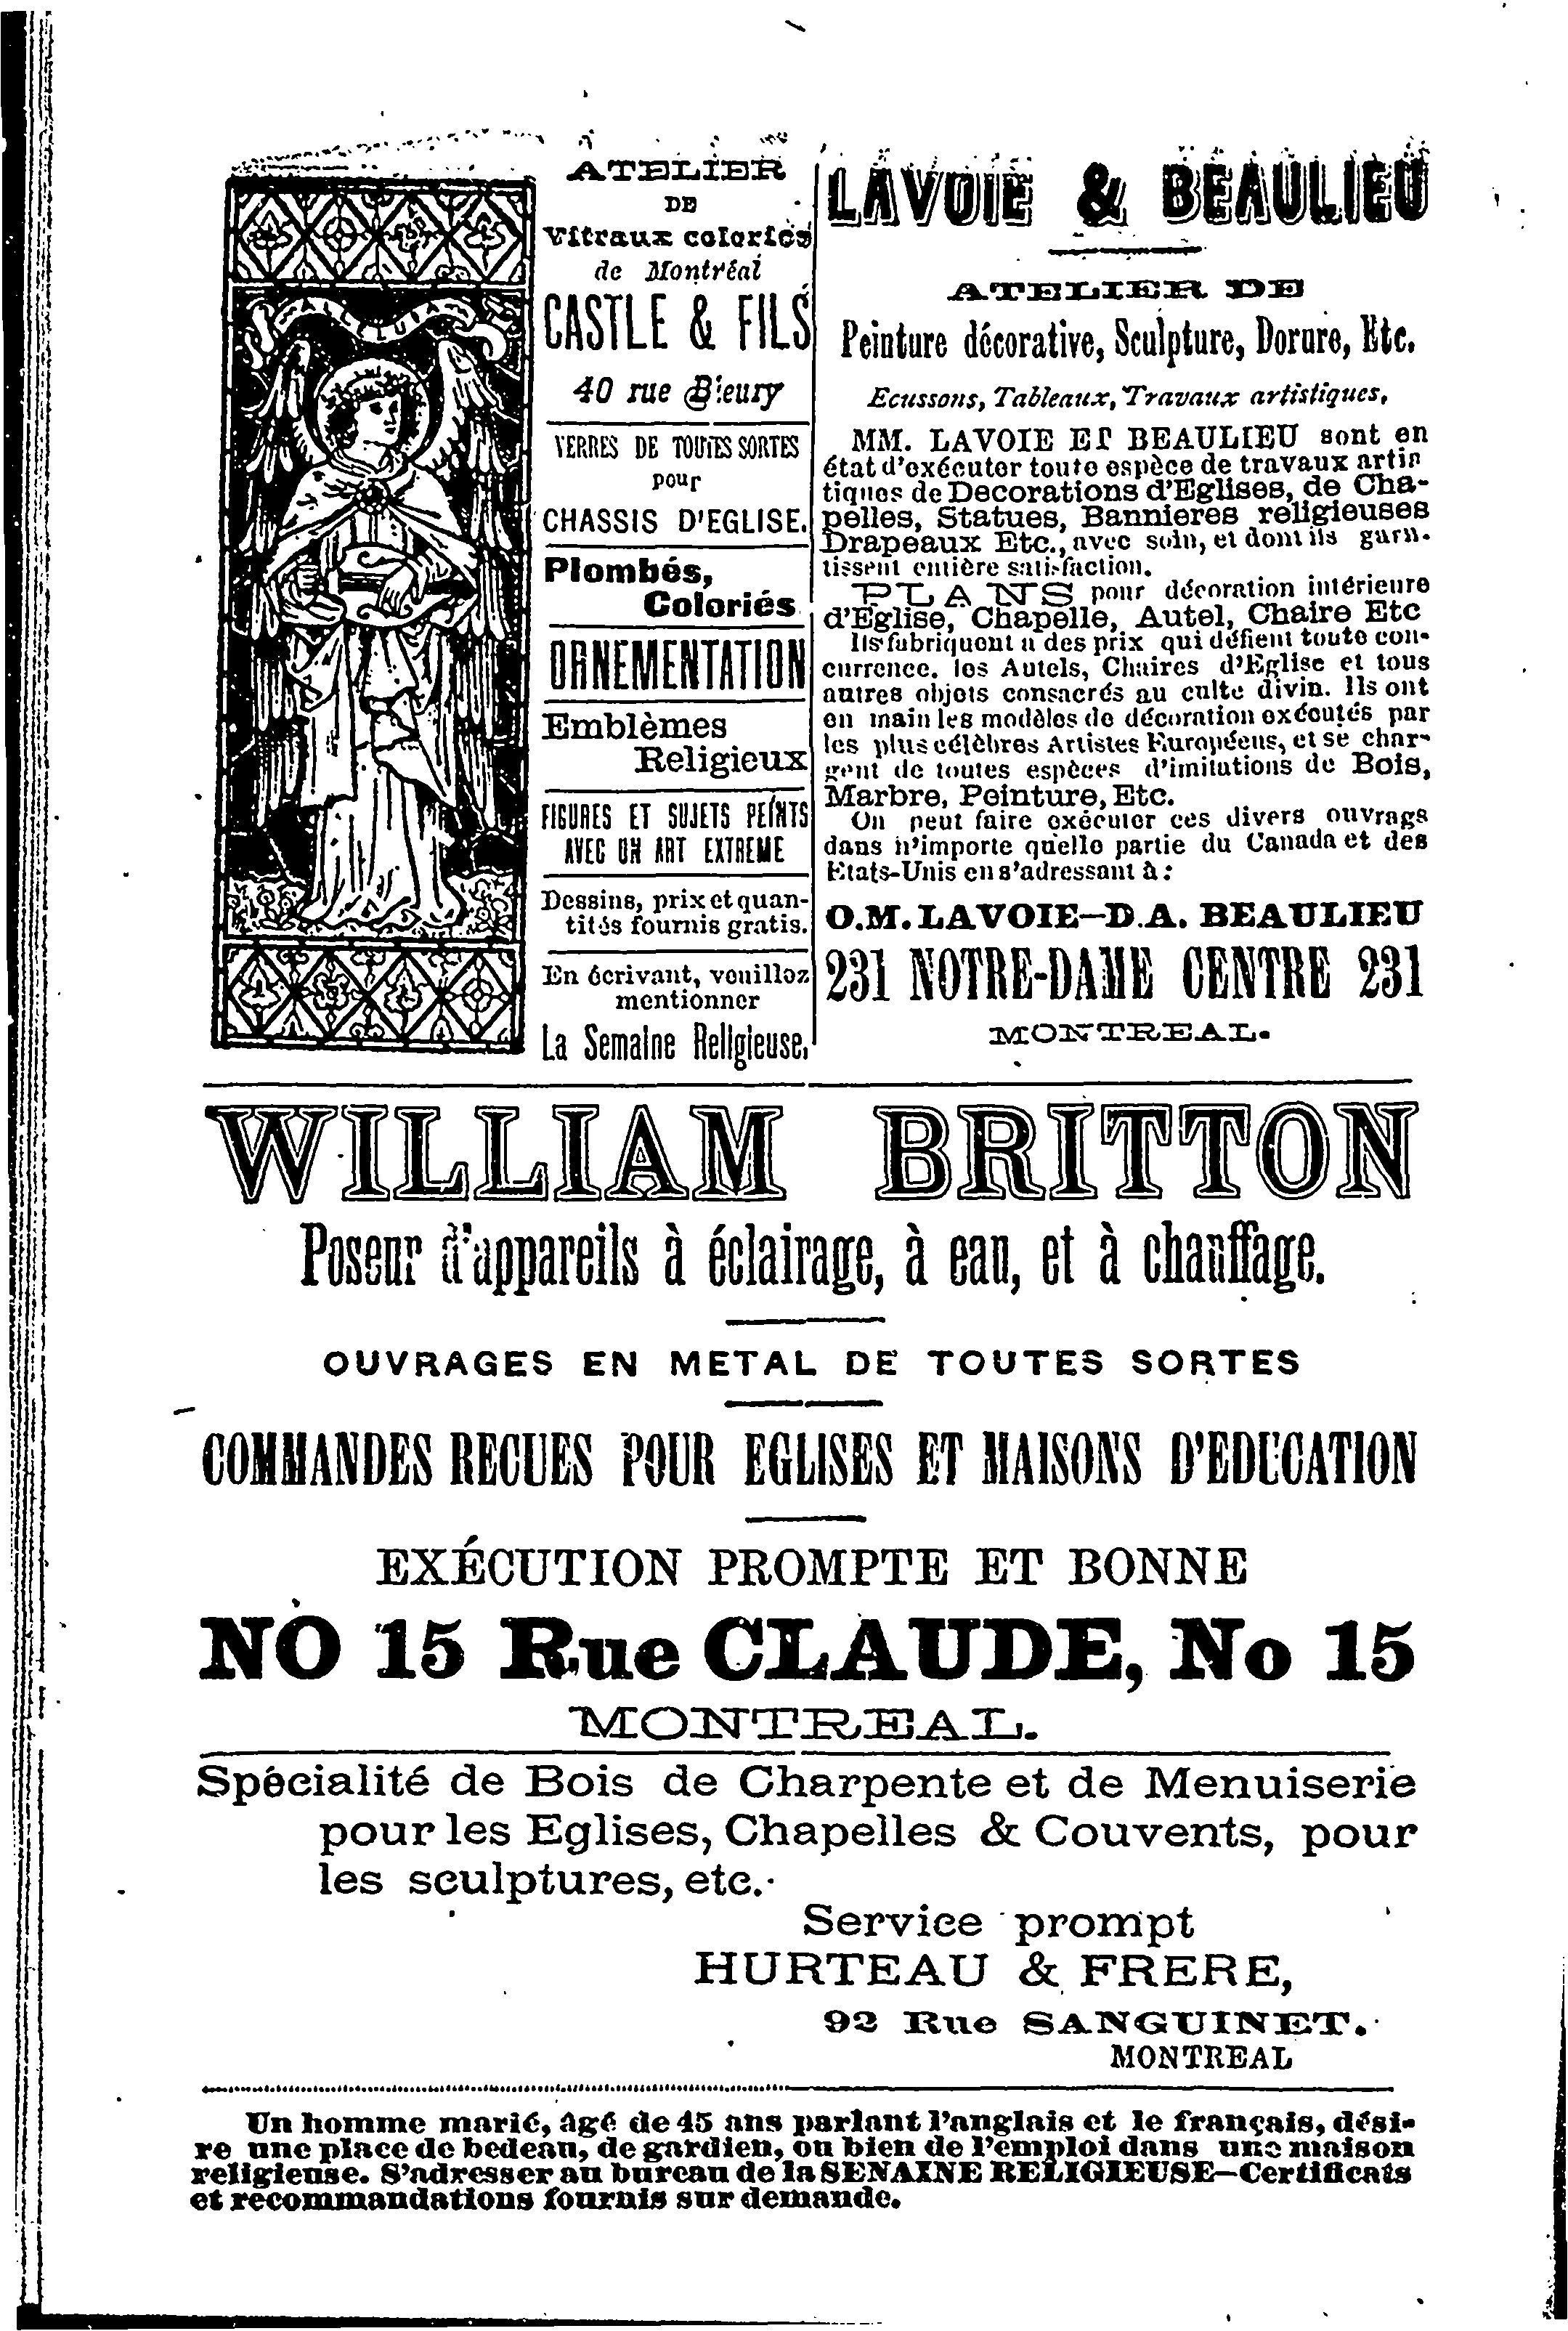 ATELIER
DE
Vitraux coloriés
de Montréal
CASTLE & FILS
40 rue Bleury
VERRES DE TOUTES SORTES
pour
CHASSIS D'EGLISE.
Plombés,
Coloriés
ORNEMENTATION
Emblèmes
Religieux
FIGURES ET SUJETS PEINTS
AVEC UN ART EXTREME
Dessins, prix et quan-
tités fournis gratis.
En écrivant, veuillez
mentionner
La Semaine Religieuse,
LAVOIE & BEAULIEU
ATELIER DE
Peinture décorative, Sculpture, Dorure, Etc.
Ecussons, Tableaux, Travaux artistiques,
MM. LAVOIE ET BEAULIEU sont en
état d'exécuter toute espèce de travaux artis
tiques de Decorations d'Eglises, de Cha-
pelles, Statues, Bannieres religieuses
Drapeaux Etc., avec soin, et dont ils garn-
tissent entière satisfaction.
PLANS pour décoration intérieure
d'Eglise, Chapelle, Autel, Chaire Etc
Ils fabriquent a des prix qui défient toute con-
currence. les Autels, Chaires d'Eglise et tous
autres objets consacrés au culte divin. Ils ont
en main les modèles de décoration exécutés par
les plus célèbres Artistes Européens, et se char-
gent de toutes espèces d'imitations de Bois,
Marbre, Peinture, Etc.
On peut faire exécuter ces divers ouvrags
dans n'importe quelle partie du Canada et des
Etats-Unis en s'adressant à:
O.M. LAVOIE—D.A. BEAULIEU
231 NOTRE-DAME CENTRE 231
MONTREAL.
WILLIAM BRITTON
Poseur d'appareils à éclairage, à eau, et à chauffage.
OUVRAGES EN METAL DE TOUTES SORTES
COMMANDES RECUES POUR EGLISES ET MAISONS D'EDUCATION
EXÉCUTION PROMPTE ET BONNE
NO 15 Rue CLAUDE, No 15
MONTREAL.
Spécialité de Bois de Charpente et de Menuiserie
pour les Eglises, Chapelles & Couvents, pour
les sculptures, etc.
Service prompt
HURTEAU & FRERE,
92 Rue SANGUINET.
MONTREAL
Un homme marié, âgé de 45 ans parlant l'anglais et le français, dési-
re une place de bedeau, de gardien, ou bien de l'emploi dans une maison
religieuse. S'adresser au bureau de la SENAINE RELIGIEUSE—Certificats
et recommandations fournis sur demande.